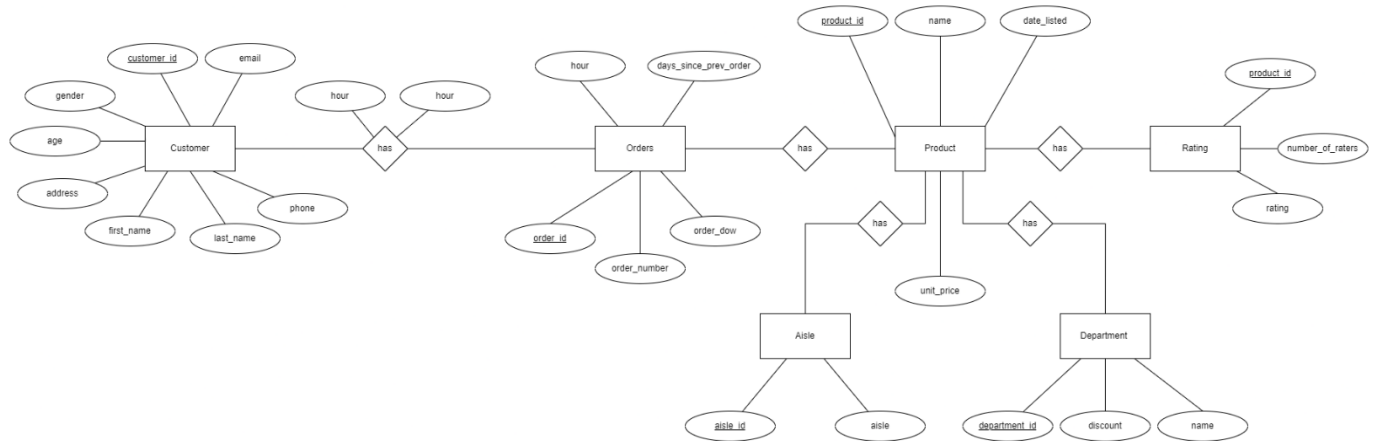 product_id
name
date_listed
customer_id
email
hour
days_since_prev_order
product_id
gender
hour
hour
age
Customer
has
Orders
has
Product
has
Rating
number_of_raters
address
phone
rating
first_name
last_name
order_id
order_dow
order_number
has
has
unit_price
Aisle
Department
aisle_id
aisle
department_id
discount
name